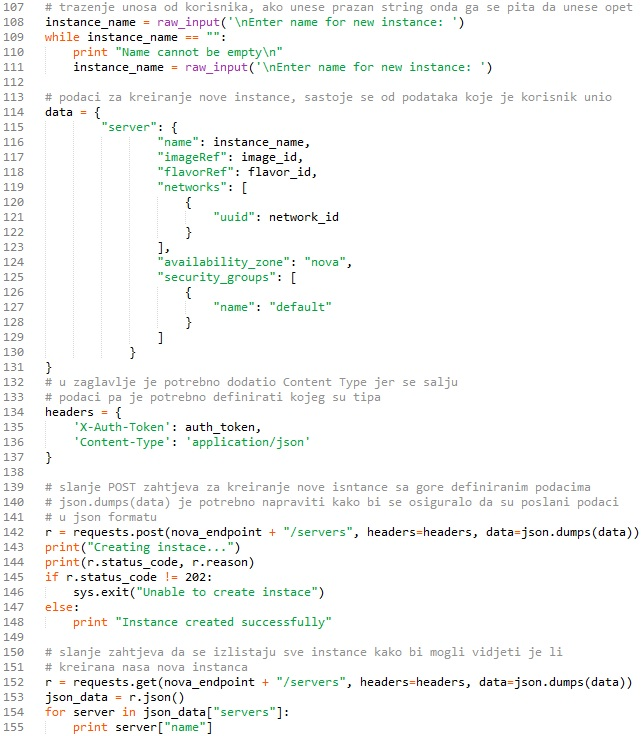 107 # trazenje unosa od korisnika, ako unese prazan string onda ga se pita da unese opet
108 instance_name = raw_input('\nEnter name for new instance: ')
109 while instance_name == "":
110     print "Name cannot be empty\n"
111     instance_name = raw_input('\nEnter name for new instance: ')
112
113 # podaci za kreiranje nove instance, sastoje se od podataka koje je korisnik unio
114 data = {
115         "server": {
116                 "name": instance_name,
117                 "imageRef": image_id,
118                 "flavorRef": flavor_id,
119                 "networks": [
120                     {
121                         "uuid": network_id
122                     }
123                 ],
124                 "availability_zone": "nova",
125                 "security_groups": [
126                     {
127                         "name": "default"
128                     }
129                 ]
130             }
131 }
132 # u zaglavlje je potrebno dodatio Content Type jer se salju
133 # podaci pa je potrebno definirati kojeg su tipa
134 headers = {
135     'X-Auth-Token': auth_token,
136     'Content-Type': 'application/json'
137 }
138
139 # slanje POST zahtjeva za kreiranje nove isntance sa gore definiranim podacima
140 # json.dumps(data) je potrebno napraviti kako bi se osiguralo da su poslani podaci
141 # u json formatu
142 r = requests.post(nova_endpoint + "/servers", headers=headers, data=json.dumps(data))
143 print("Creating instace...")
144 print(r.status_code, r.reason)
145 if r.status_code != 202:
146     sys.exit("Unable to create instace")
147 else:
148     print "Instance created successfully"
149
150 # slanje zahtjeva da se izlistaju sve instance kako bi mogli vidjeti je li
151 # kreirana nasa nova instanca
152 r = requests.get(nova_endpoint + "/servers", headers=headers, data=json.dumps(data))
153 json_data = r.json()
154 for server in json_data["servers"]:
155     print server["name"]